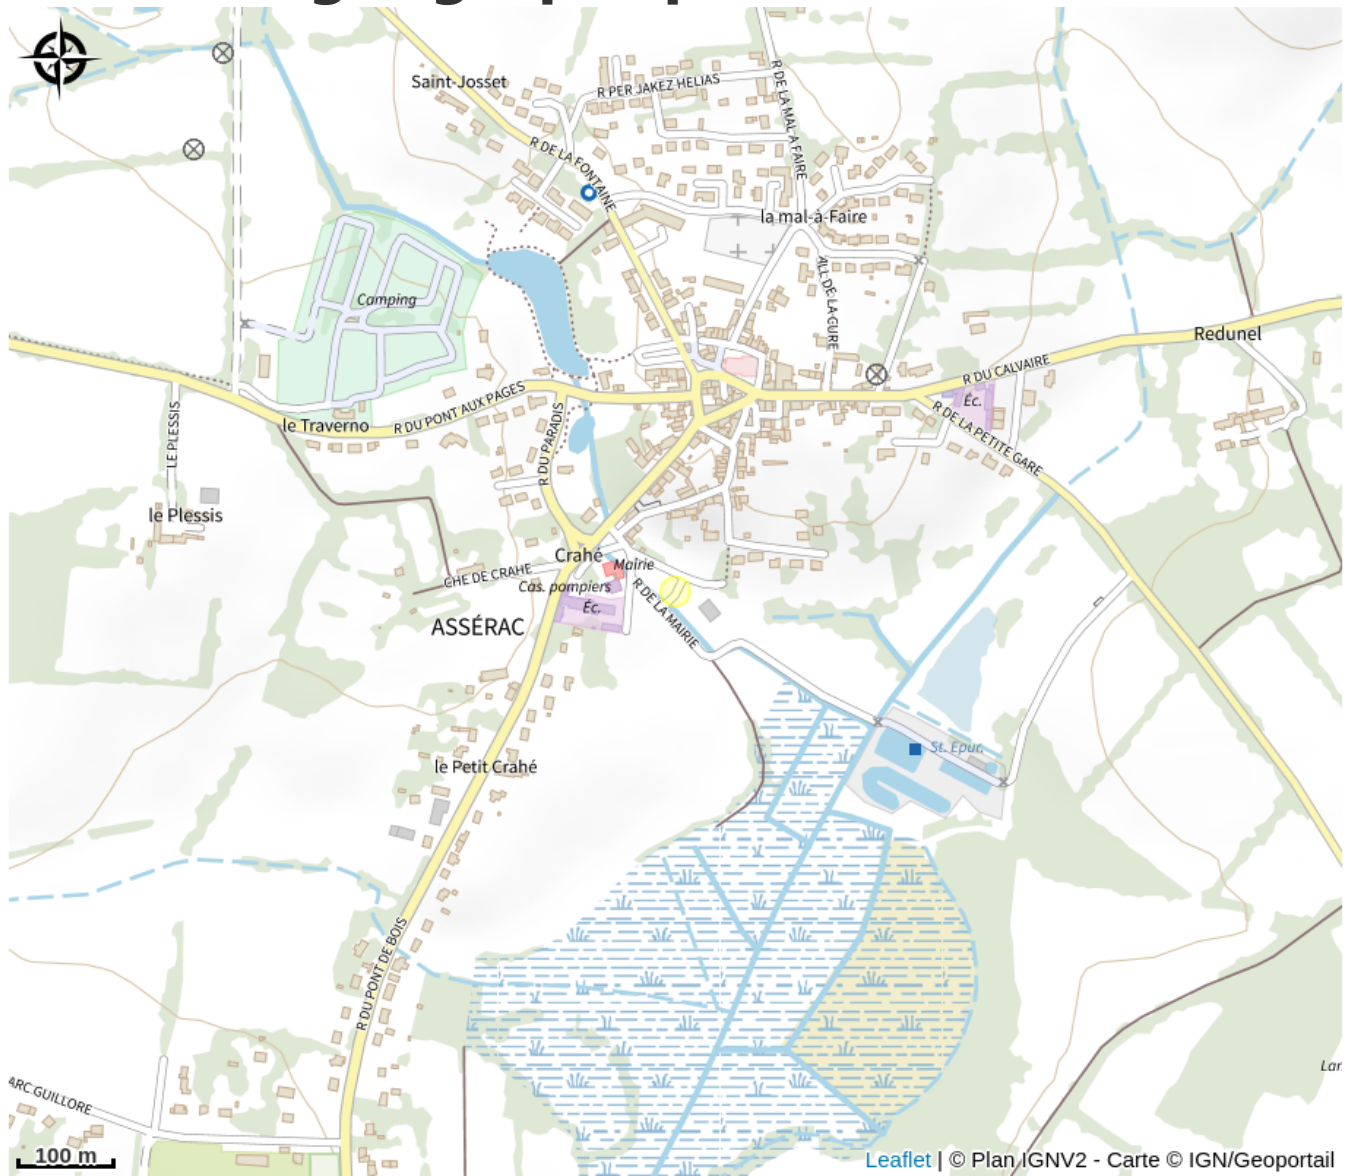 Saint-Josset
R PER JAKEZ HELIAS
R DE LA MAL A FAIRE
R DE LA FONTAINE
la mal-à-Faire
ALL DE LA GURE
Camping
Redunel
R DU CALVAIRE
Éc.
R DE LA PETITE GARE
R DU PONT AUX PAGES
le Traverno
LE PLESSIS
R DU PARADIS
le Plessis
Crahé
Mairie
CHE DE CRAHE
Cas. pompiers
Éc.
R DE LA MAIRIE
ASSÉRAC
St. Epur.
le Petit Crahé
R DU PONT DE BOIS
Lar
ARC GUILLORE
100 m
Leaflet | © Plan IGNV2 - Carte © IGN/Geoportail